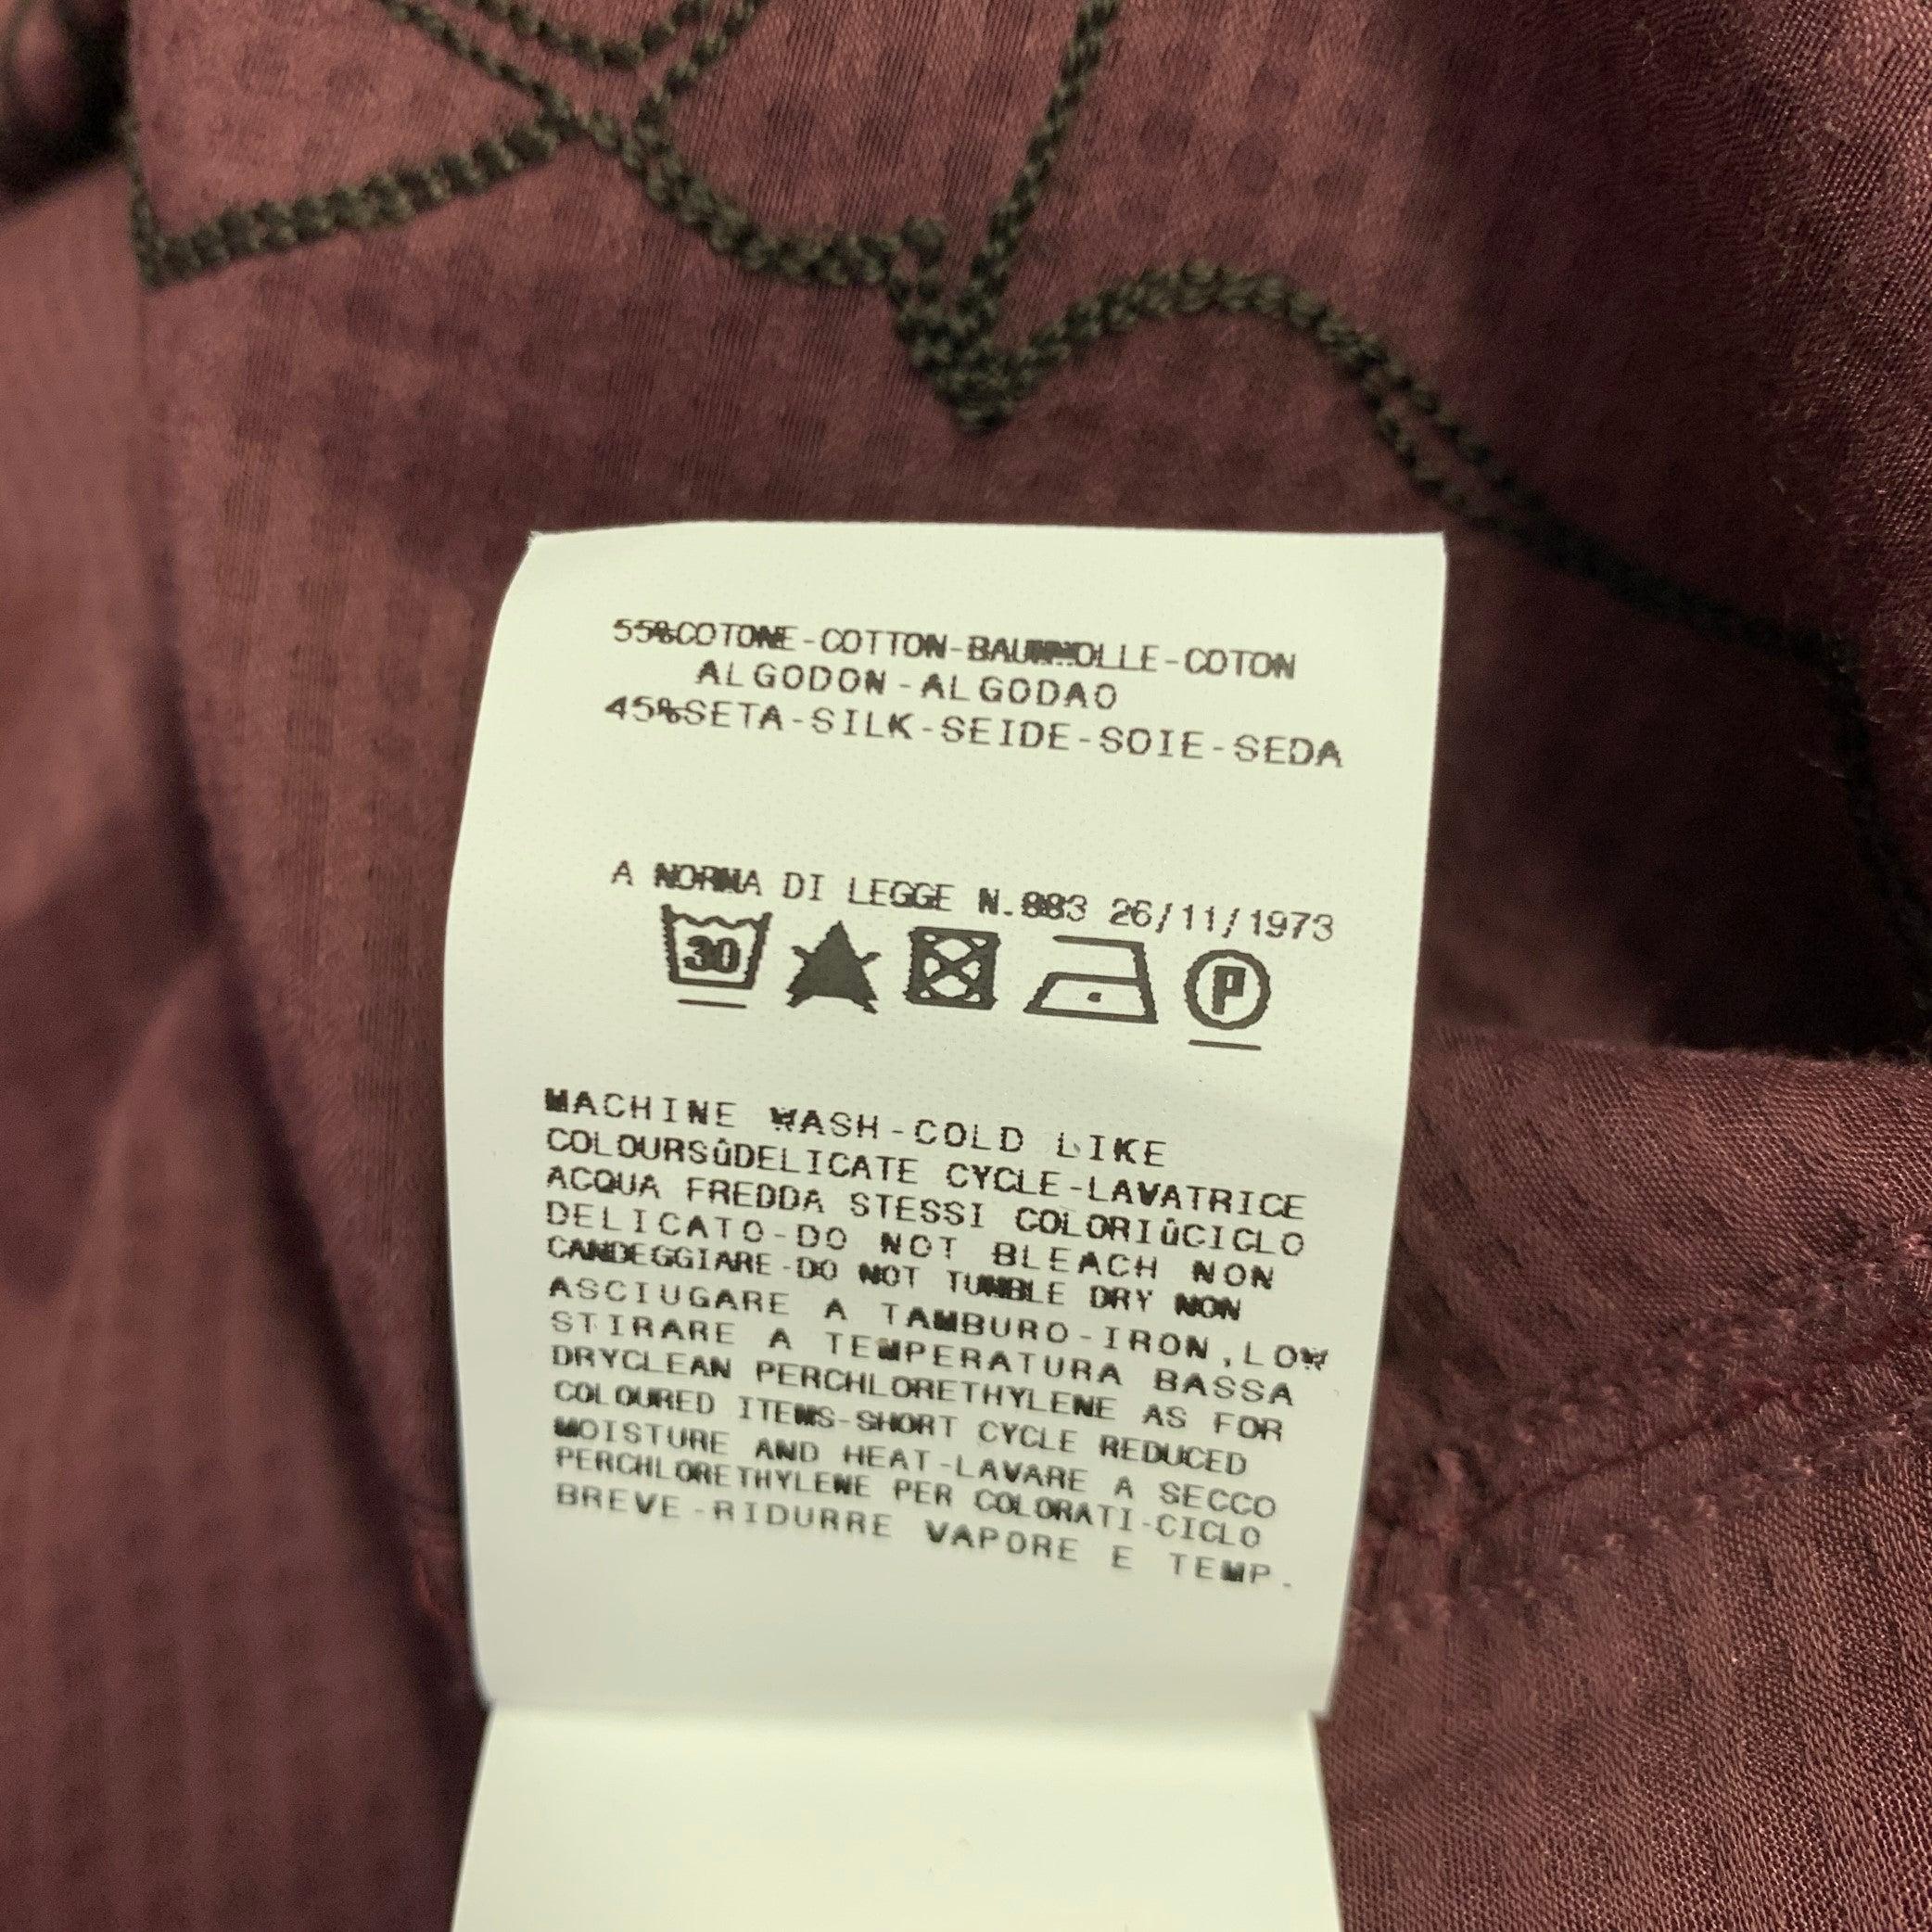 55%COTONE-COTTON-BAUMWOLLE-COTON
ALGODON-ALGODAO
45%SETA-SILK-SEIDE-SOIE-SEDA
A NORMA DI LEGGE N.883 26/11/1973
30 P
MACHINE WASH-COLD LIKE
COLOURSûDELICATE CYCLE-LAVATRICE
ACQUA FREDDA STESSI COLORIûCICLO
DELICATO-DO NOT BLEACH NON
CANDEGGIARE-DO NOT TUMBLE DRY NON
ASCIUGARE A TAMBURO-IRON,LOW
STIRARE A TEMPERATURA BASSA
DRYCLEAN PERCHLORETHYLENE AS FOR
COLOURED ITEMS-SHORT CYCLE REDUCED
MOISTURE AND HEAT-LAVARE A SECCO
PERCHLORETHYLENE PER COLORATI-CICLO
BREVE-RIDURRE VAPORE E TEMP.